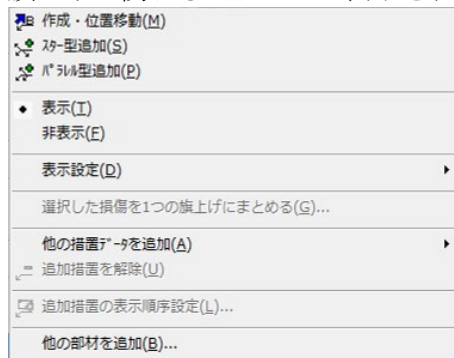 作成・位置移動(M)
ｽﾀｰ型追加(S)
ﾊﾟﾗﾚﾙ型追加(P)
表示(T)
非表示(F)
表示設定(D)
選択した損傷を1つの旗上げにまとめる(G)...
他の措置ﾃﾞｰﾀを追加(A)
追加措置を解除(U)
追加措置の表示順序設定(L)...
他の部材を追加(B)...